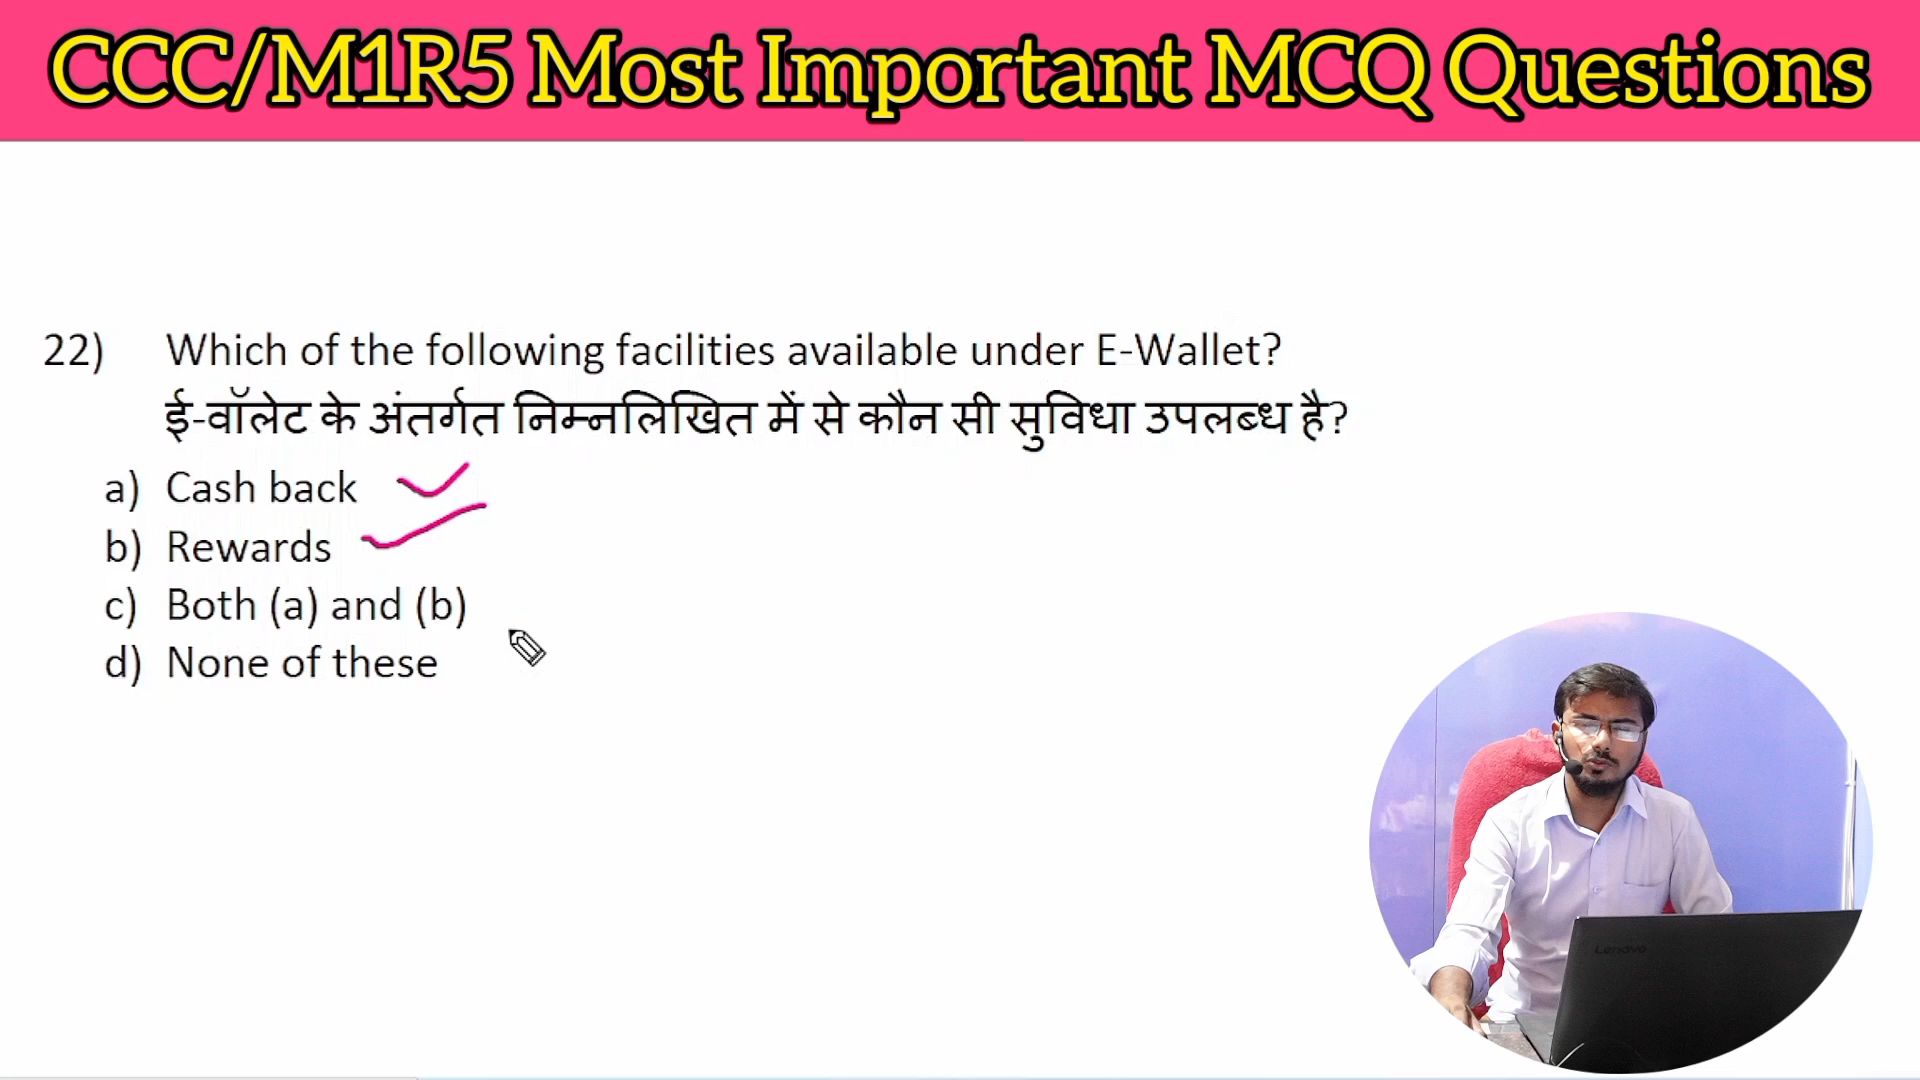 CCC/M1R5 Most Important MCQ Questions
22) Which of the following facilities available under E-Wallet?
ई-वॉलेट के अंतर्गत निम्नलिखित में से कौन सी सुविधा उपलब्ध है?
a) Cash back
b) Rewards
c) Both (a) and (b)
d) None of these
Lenovo